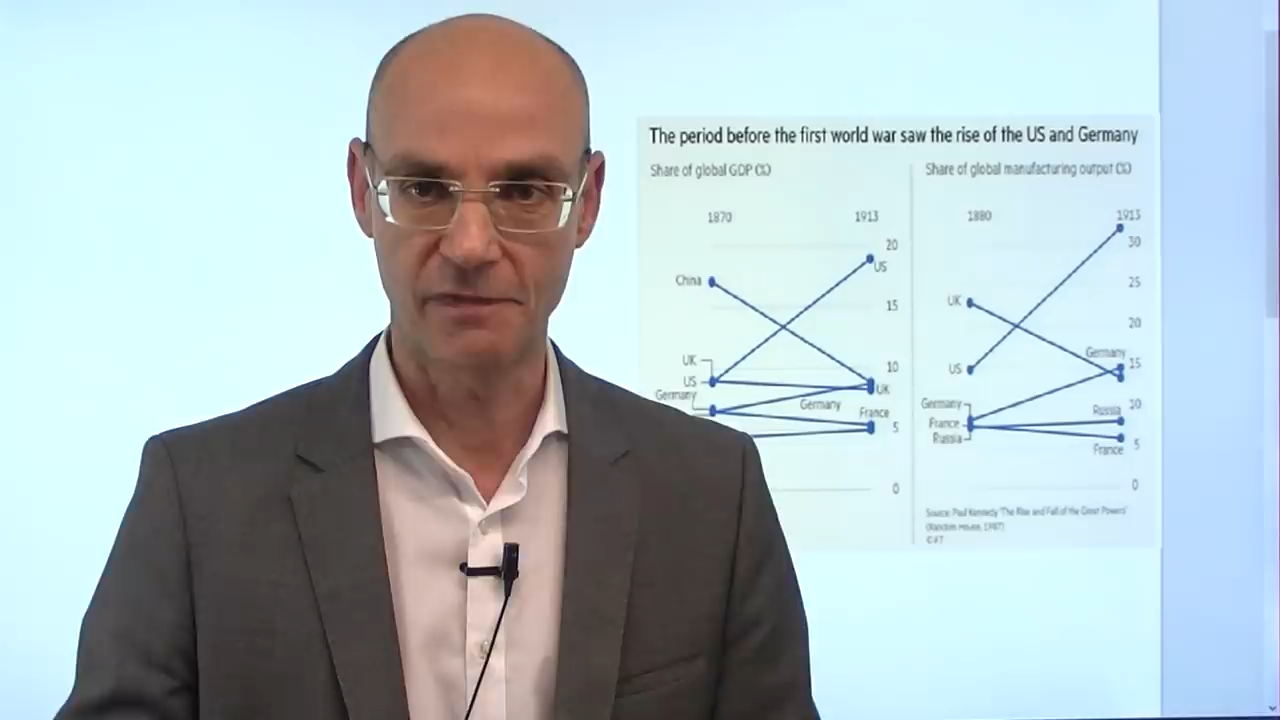 The period before the first world war saw the rise of the US and Germany
Share of global GDP (%)
1870
1913
20
China
US
15
UK
10
US
UK
Germany
Germany
France
5
0
Share of global manufacturing output (%)
1880
1913
30
25
UK
20
Germany
15
US
Germany
10
Russia
France
Russia
5
France
0
Source: Paul Kennedy 'The Rise and Fall of the Great Powers'
(Random House, 1987)
©FT